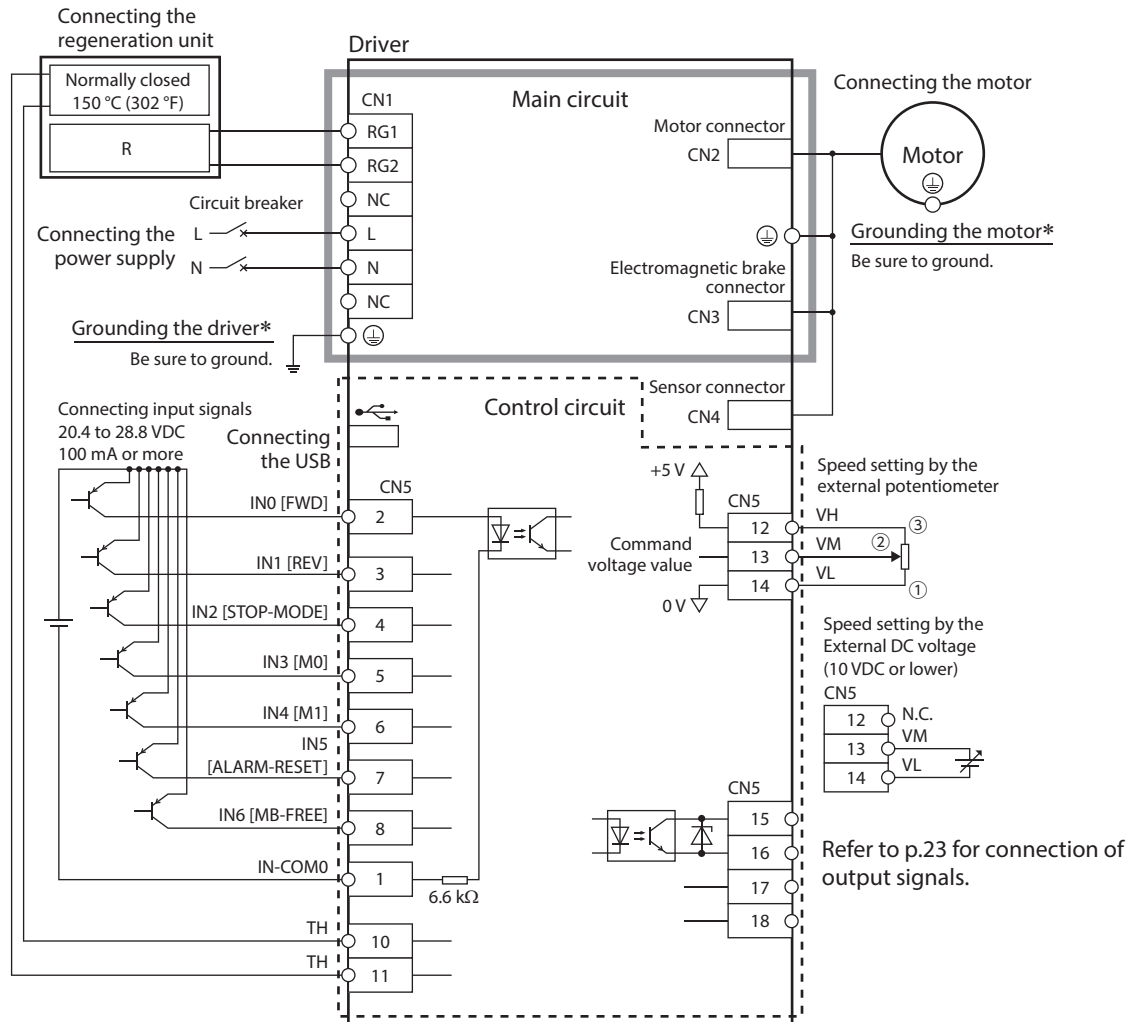 Connecting the
regeneration unit
Normally closed
150 °C (302 °F)
R
Driver
CN1
Main circuit
RG1
RG2
NC
L
N
NC
Circuit breaker
Connecting the
power supply
L
N
Grounding the driver*
Be sure to ground.
Motor connector
CN2
Connecting the motor
Motor
Grounding the motor*
Be sure to ground.
Electromagnetic brake
connector
CN3
Sensor connector
CN4
Control circuit
Connecting input signals
20.4 to 28.8 VDC
100 mA or more
Connecting
the USB
CN5
IN0 [FWD]
2
IN1 [REV]
3
IN2 [STOP-MODE]
4
IN3 [M0]
5
IN4 [M1]
6
IN5
[ALARM-RESET]
7
IN6 [MB-FREE]
8
IN-COM0
1
6.6 kΩ
TH
10
TH
11
+5 V
CN5
12
13
14
Command
voltage value
0 V
VH
VM
VL
③
②
①
Speed setting by the
external potentiometer
Speed setting by the
External DC voltage
(10 VDC or lower)
CN5
12
N.C.
13
VM
14
VL
CN5
15
16
17
18
Refer to p.23 for connection of
output signals.